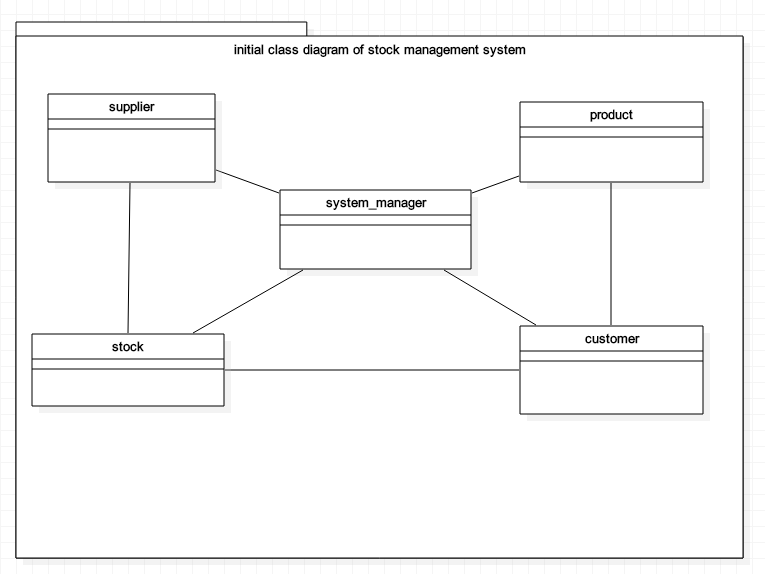 initial class diagram of stock management system
supplier
product
system_manager
stock
customer